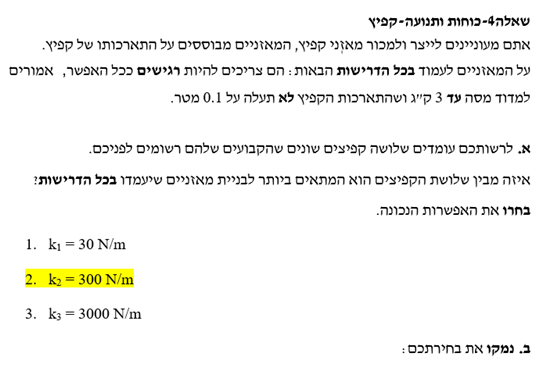 שאלה4-כוחות ותנועה-קפיץ
אתם מעוניינים לייצר ולמכור מאזני קפיץ, המאזניים מבוססים על התארכותו של קפיץ.
על המאזניים לעמוד בכל הדרישות הבאות: הם צריכים להיות רגישים ככל האפשר, אמורים
למדוד מסה עד 3 ק"ג ושהתארכות הקפיץ לא תעלה על 0.1 מטר.
א. לרשותכם עומדים שלושה קפיצים שונים שהקבועים שלהם רשומים לפניכם.
איזה מבין שלושת הקפיצים הוא המתאים ביותר לבניית מאזניים שיעמדו בכל הדרישות?
בחרו את האפשרות הנכונה.
1. k₁ = 30 N/m
2. k₂ = 300 N/m
3. k₃ = 3000 N/m
ב. נמקו את בחירתכם: